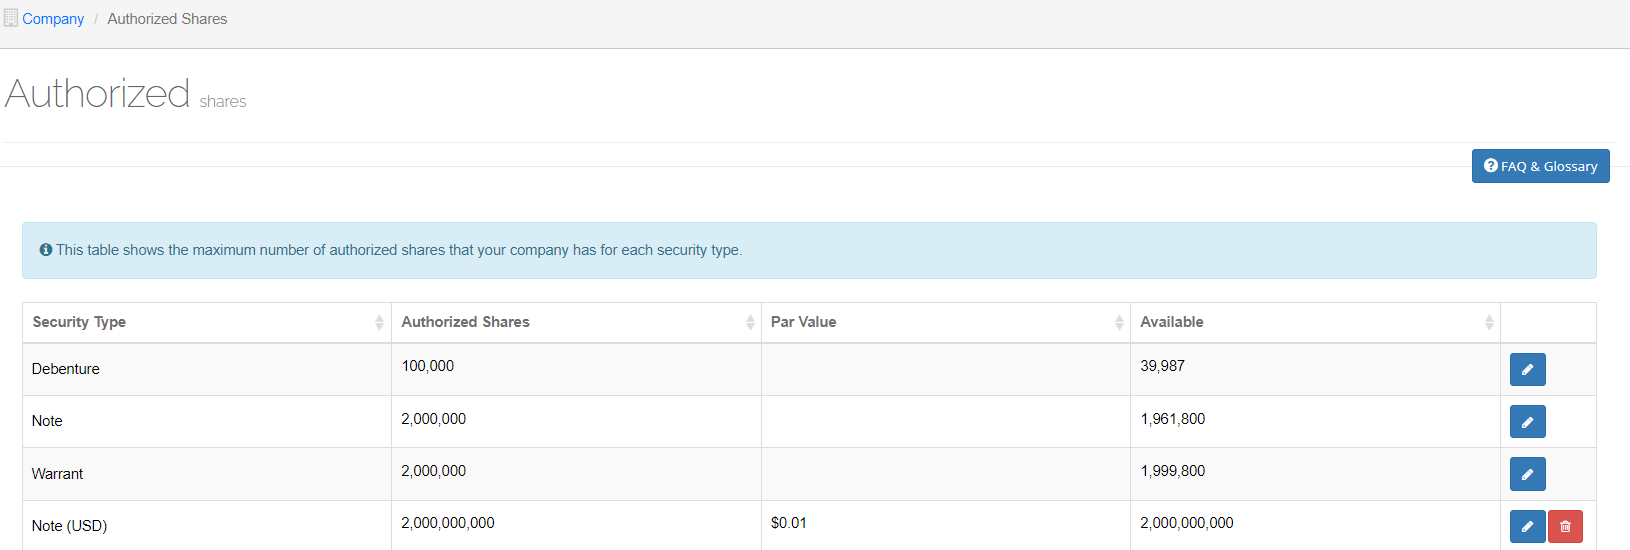 Company / Authorized Shares
Authorized shares
FAQ & Glossary
This table shows the maximum number of authorized shares that your company has for each security type.
Security Type Authorized Shares Par Value Available
Debenture 100,000 39,987
Note 2,000,000 1,961,800
Warrant 2,000,000 1,999,800
Note (USD) 2,000,000,000 $0.01 2,000,000,000